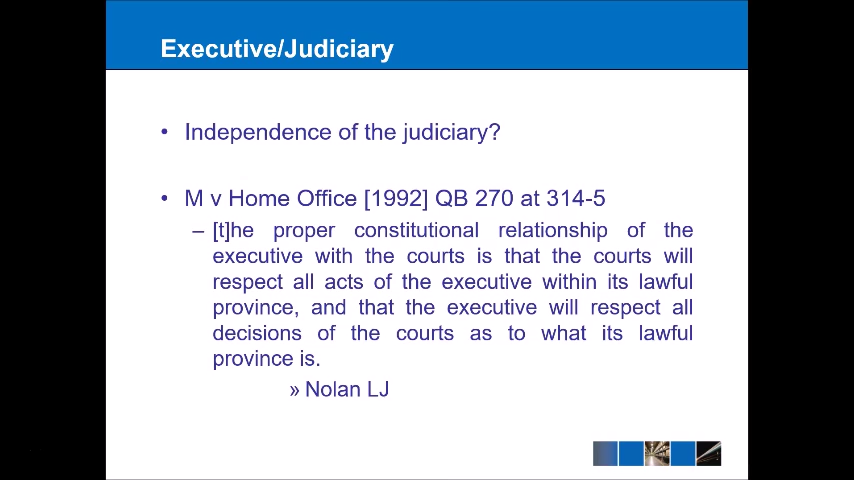 Executive/Judiciary
• Independence of the judiciary?
• M v Home Office [1992] QB 270 at 314-5
– [t]he proper constitutional relationship of the
executive with the courts is that the courts will
respect all acts of the executive within its lawful
province, and that the executive will respect all
decisions of the courts as to what its lawful
province is.
» Nolan LJ